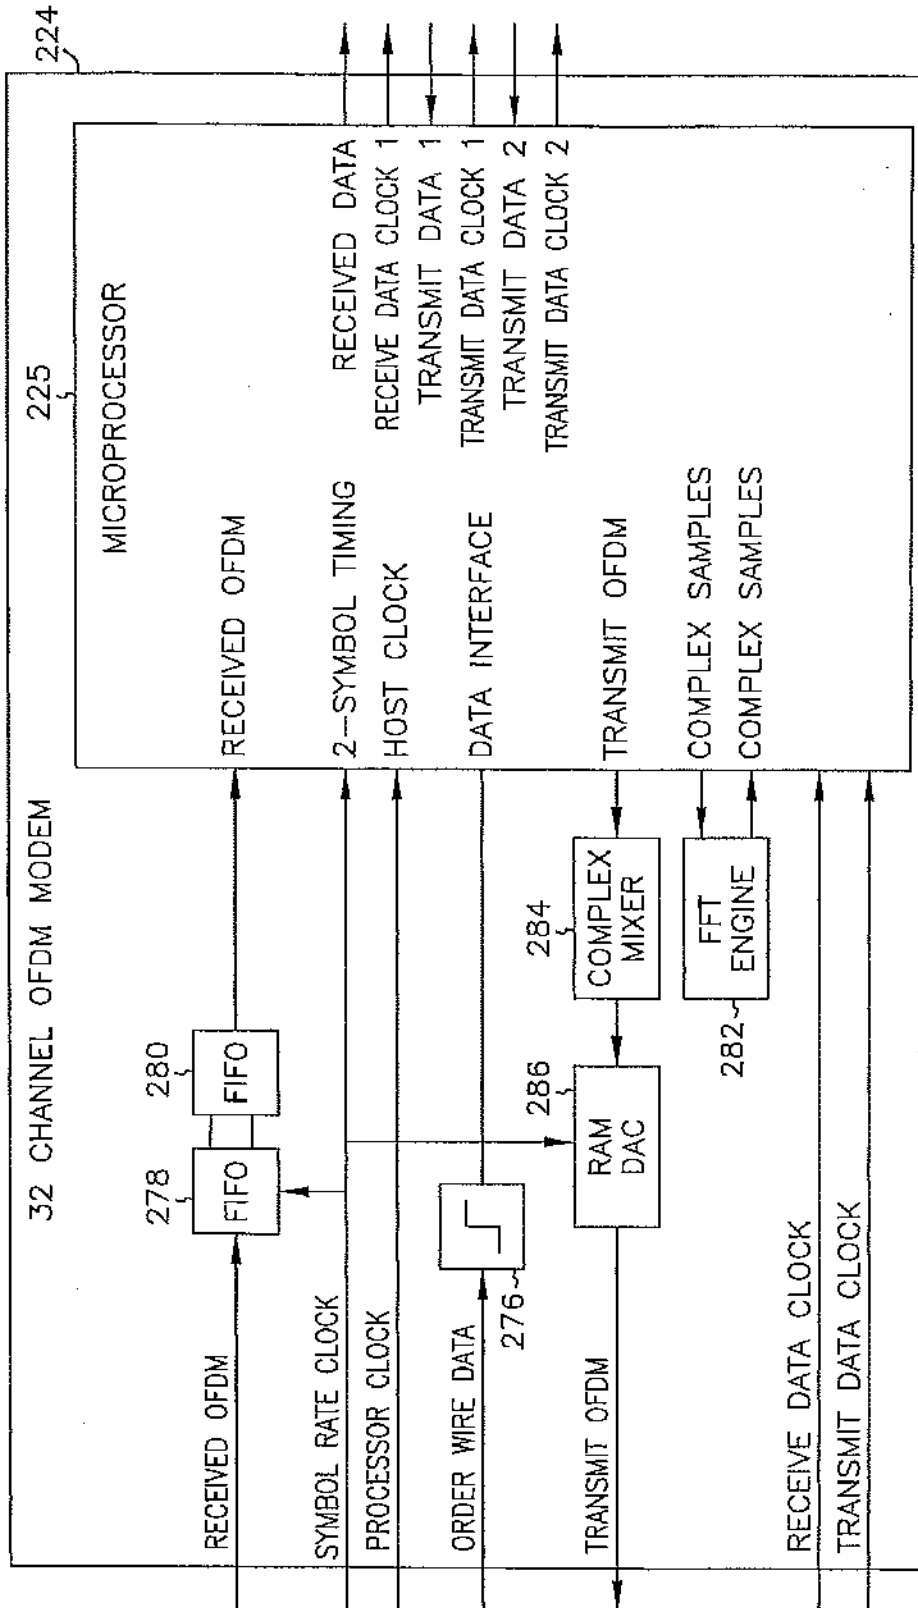 32 CHANNEL OFDM MODEM
224
225
MICROPROCESSOR
RECEIVED OFDM
278
FIFO
280
FIFO
RECEIVED OFDM
SYMBOL RATE CLOCK
2--SYMBOL TIMING
RECEIVED DATA
PROCESSOR CLOCK
HOST CLOCK
RECEIVE DATA CLOCK 1
TRANSMIT DATA 1
ORDER WIRE DATA
276
DATA INTERFACE
TRANSMIT DATA CLOCK 1
TRANSMIT DATA 2
TRANSMIT DATA CLOCK 2
TRANSMIT OFDM
286
RAM
DAC
284
COMPLEX
MIXER
TRANSMIT OFDM
282
FFT
ENGINE
COMPLEX SAMPLES
COMPLEX SAMPLES
RECEIVE DATA CLOCK
TRANSMIT DATA CLOCK